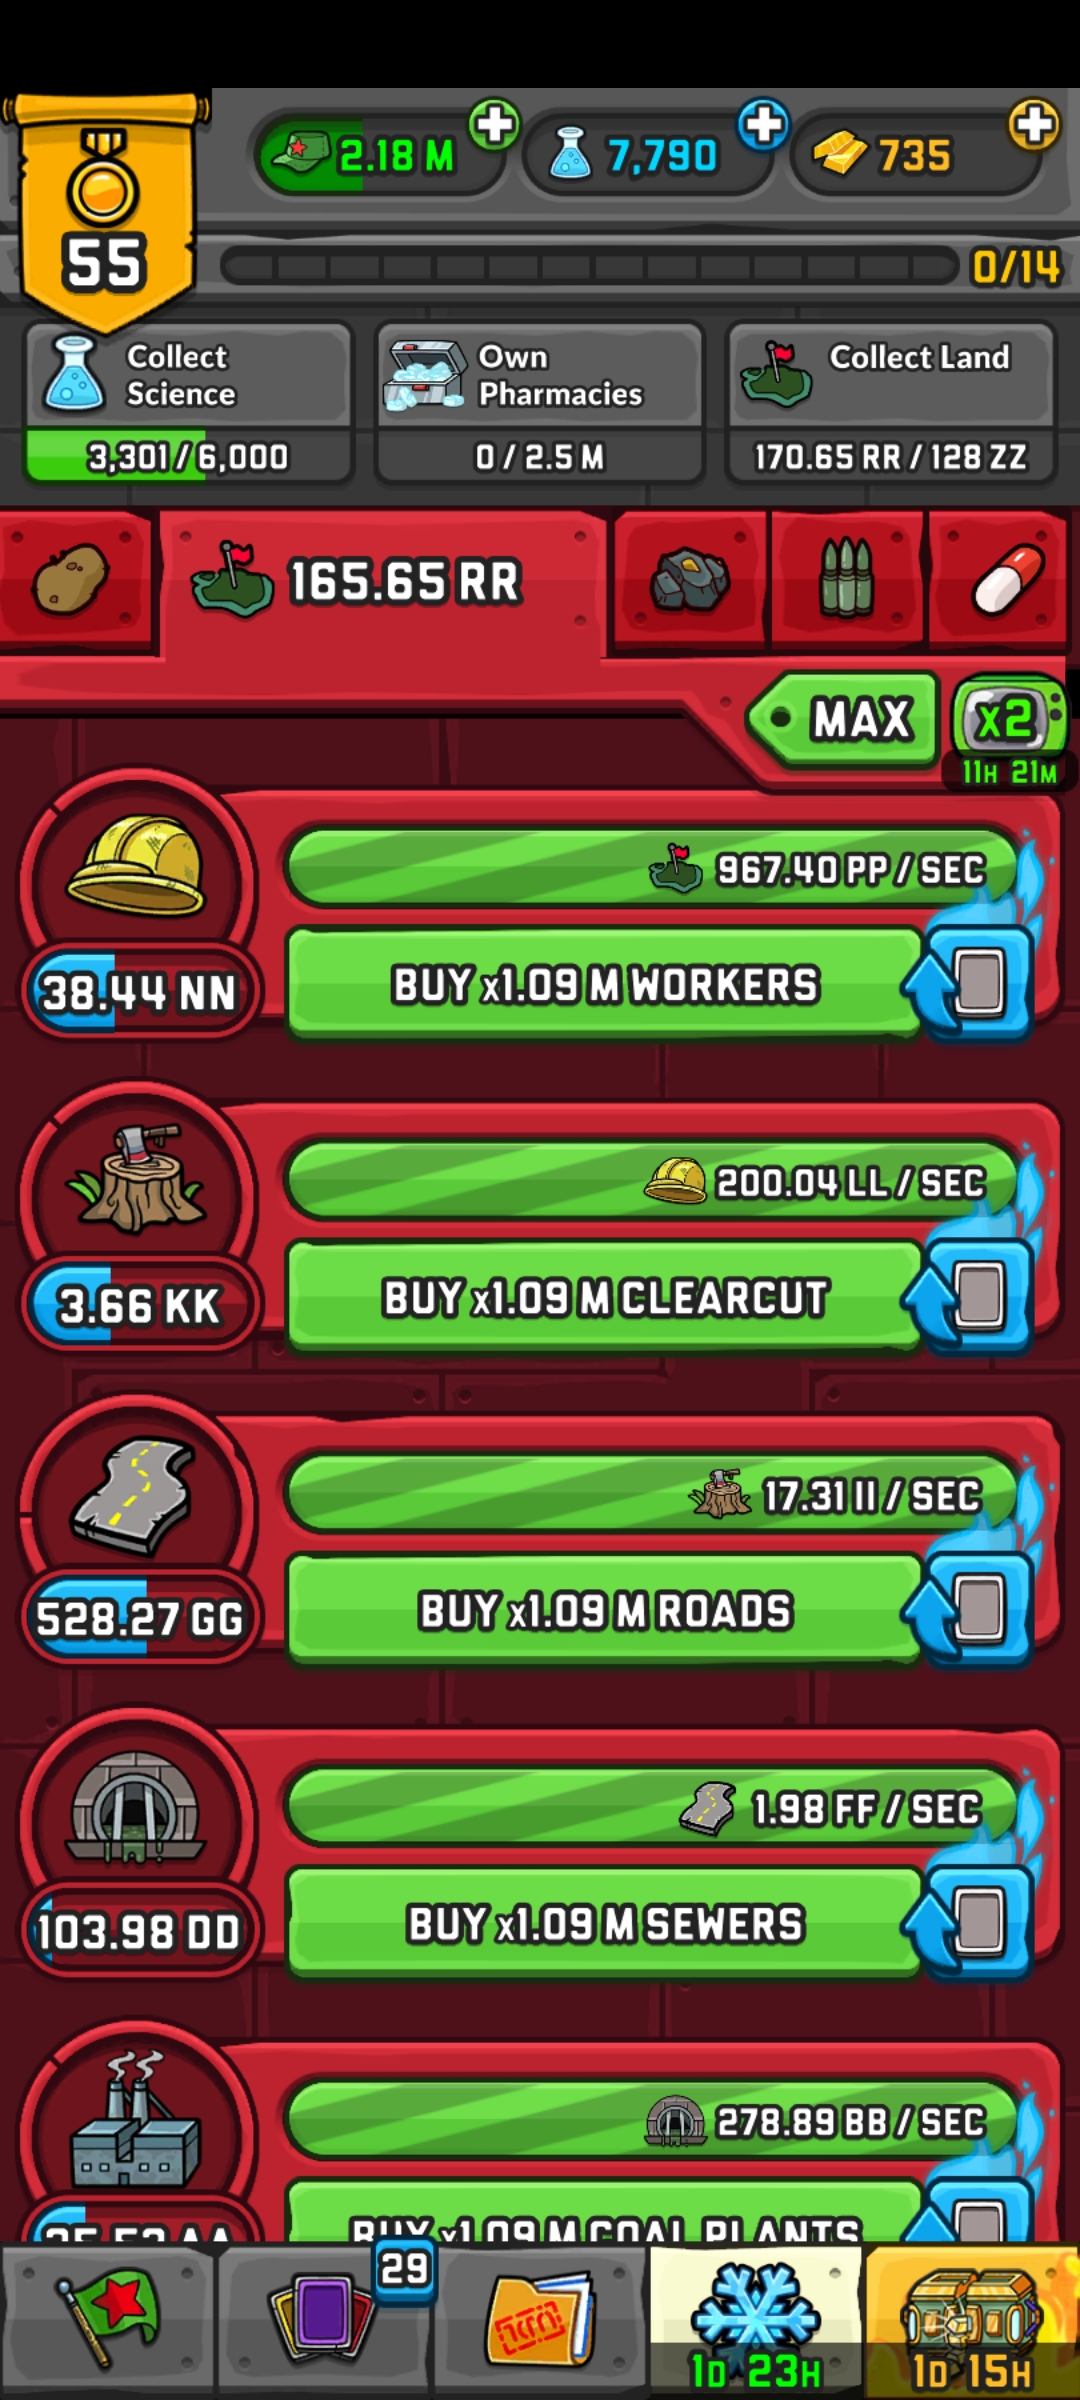 2.18 M
7,790
735
55
0/14
Collect
Science
3,301/6,000
Own
Pharmacies
0/2.5 M
Collect Land
170.65 RR/128 ZZ
165.65 RR
MAX
x2
11H 21M
967.40 PP/SEC
38.44 NN
BUY x1.09 M WORKERS
200.04 LL/SEC
3.66 KK
BUY x1.09 M CLEARCUT
17.31 II/SEC
528.27 GG
BUY x1.09 M ROADS
1.98 FF/SEC
103.98 DD
BUY x1.09 M SEWERS
278.89 BB/SEC
BUY x1.09 M COAL PLANTS
29
1D 23H
1D 15H